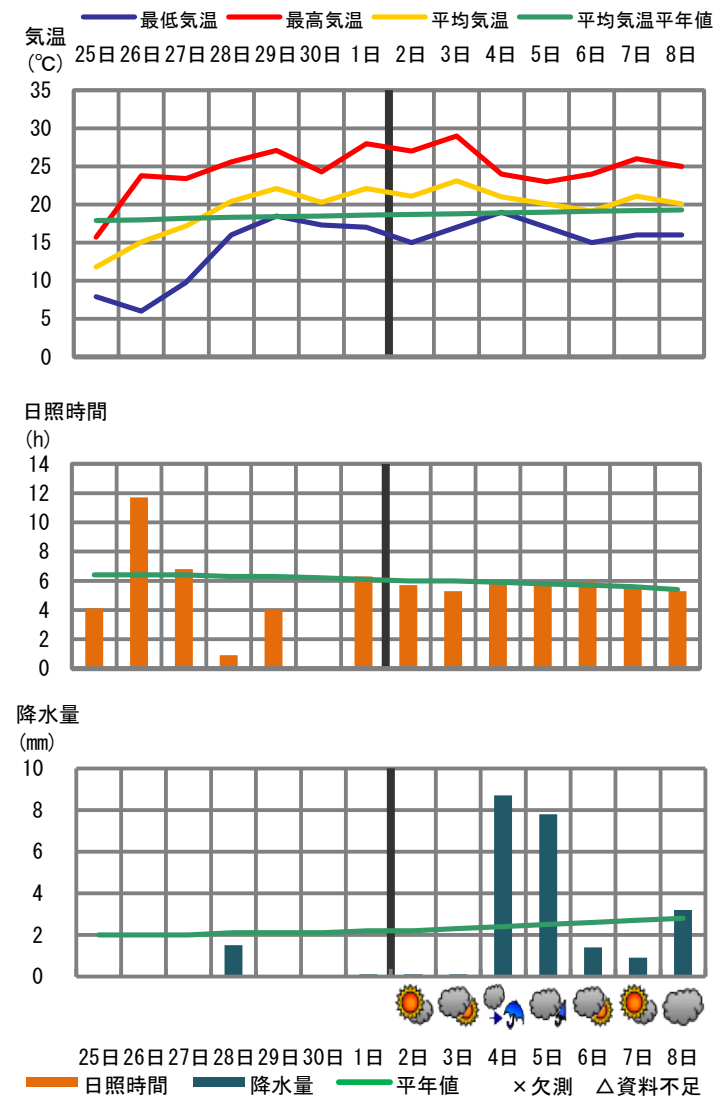 最低気温 最高気温 平均気温 平均気温平年値
気温
(℃) 25日 26日 27日 28日 29日 30日 1日 2日 3日 4日 5日 6日 7日 8日
35
30
25
20
15
10
5
0
日照時間
(h)
14
12
10
8
6
4
2
0
降水量
(㎜)
10
8
6
4
2
0
25日 26日 27日 28日 29日 30日 1日 2日 3日 4日 5日 6日 7日 8日
日照時間 降水量 平年値 ×欠測 △資料不足